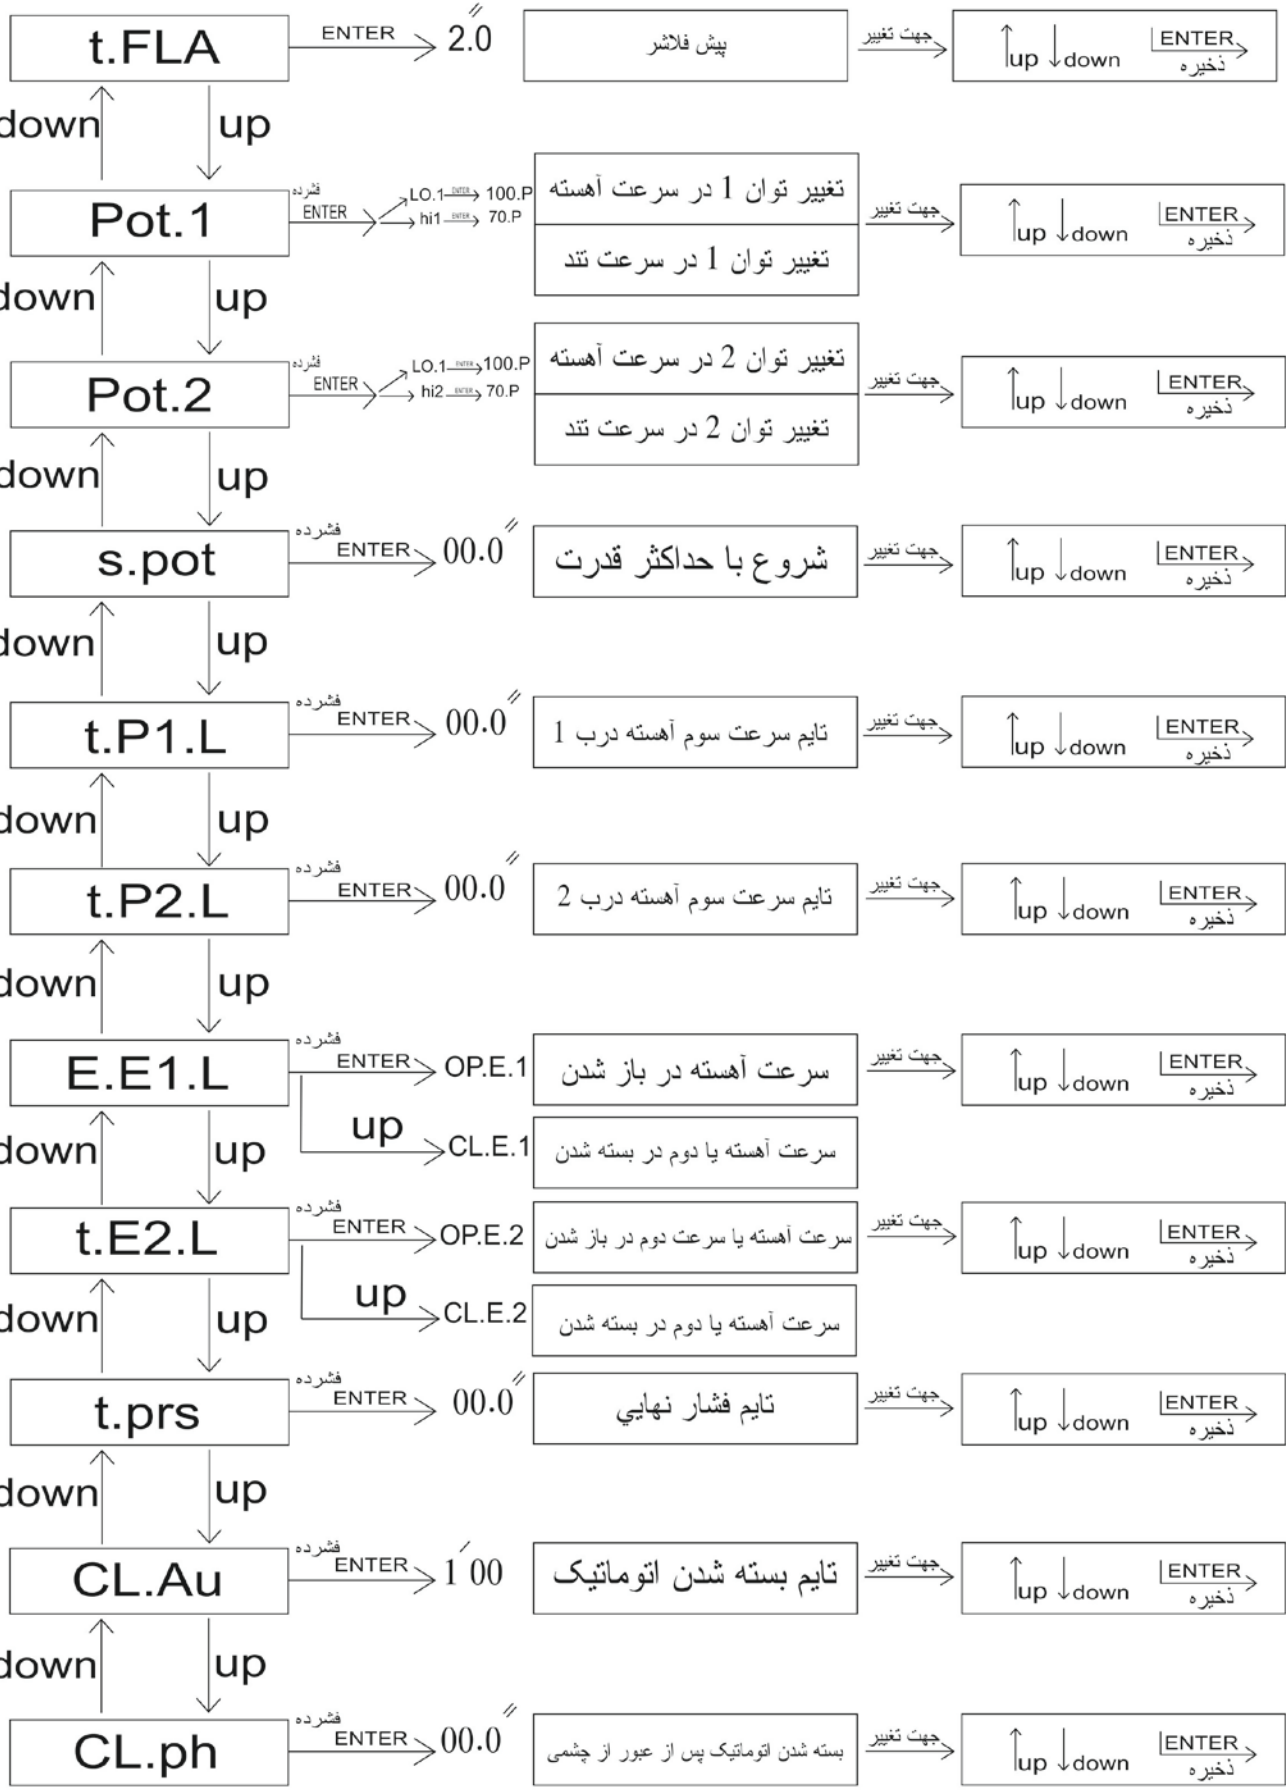 t.FLA ENTER 2.0〃 پیش فلاشر جهت تغییر up down ENTER ذخیره
down up
Pot.1 فشرده ENTER LO.1 ENTER 100.P تغییر توان 1 در سرعت آهسته جهت تغییر up down ENTER ذخیره
hi1 ENTER 70.P تغییر توان 1 در سرعت تند
down up
Pot.2 فشرده ENTER LO.1 ENTER 100.P تغییر توان 2 در سرعت آهسته جهت تغییر up down ENTER ذخیره
hi2 ENTER 70.P تغییر توان 2 در سرعت تند
down up
s.pot فشرده ENTER 00.0〃 شروع با حداکثر قدرت جهت تغییر up down ENTER ذخیره
down up
t.P1.L فشرده ENTER 00.0〃 تایم سرعت سوم آهسته درب 1 جهت تغییر up down ENTER ذخیره
down up
t.P2.L فشرده ENTER 00.0〃 تایم سرعت سوم آهسته درب 2 جهت تغییر up down ENTER ذخیره
down up
E.E1.L فشرده ENTER OP.E.1 سرعت آهسته در باز شدن جهت تغییر up down ENTER ذخیره
down up up CL.E.1 سرعت آهسته یا دوم در بسته شدن
t.E2.L فشرده ENTER OP.E.2 سرعت آهسته یا سرعت دوم در باز شدن جهت تغییر up down ENTER ذخیره
down up up CL.E.2 سرعت آهسته یا دوم در بسته شدن
t.prs فشرده ENTER 00.0〃 تایم فشار نهايي جهت تغییر up down ENTER ذخیره
down up
CL.Au فشرده ENTER 1′00 تایم بسته شدن اتوماتیک جهت تغییر up down ENTER ذخیره
down up
CL.ph فشرده ENTER 00.0〃 بسته شدن اتوماتیک پس از عبور از چشمی جهت تغییر up down ENTER ذخیره